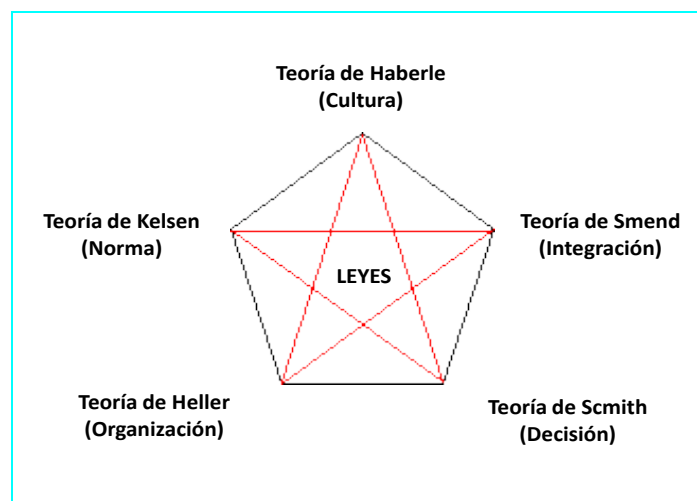 Teoría de Haberle
(Cultura)
Teoría de Kelsen
(Norma)
Teoría de Smend
(Integración)
LEYES
Teoría de Heller
(Organización)
Teoría de Scmith
(Decisión)